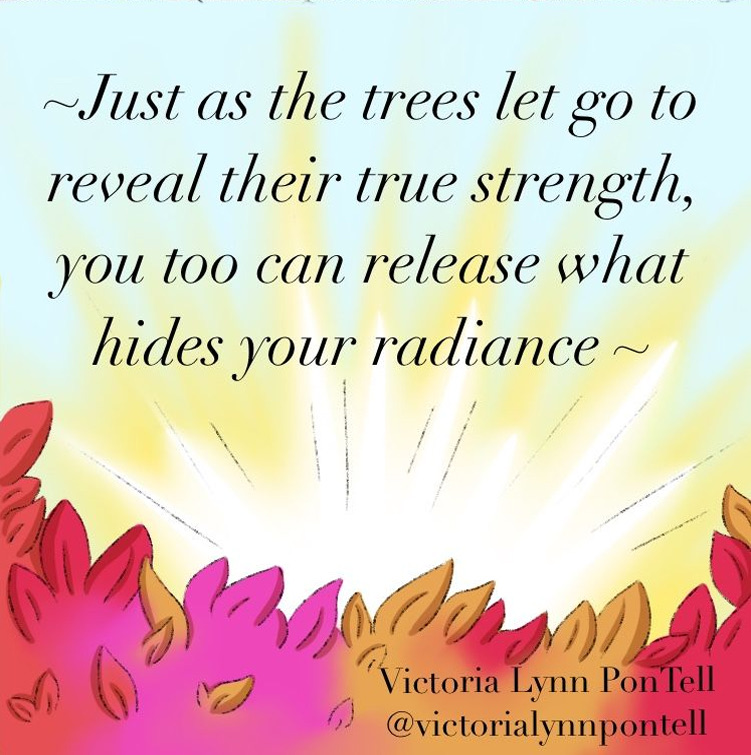 ~Just as the trees let go to
reveal their true strength,
you too can release what
hides your radiance ~
Victoria Lynn PonTell
@victorialynnpontell